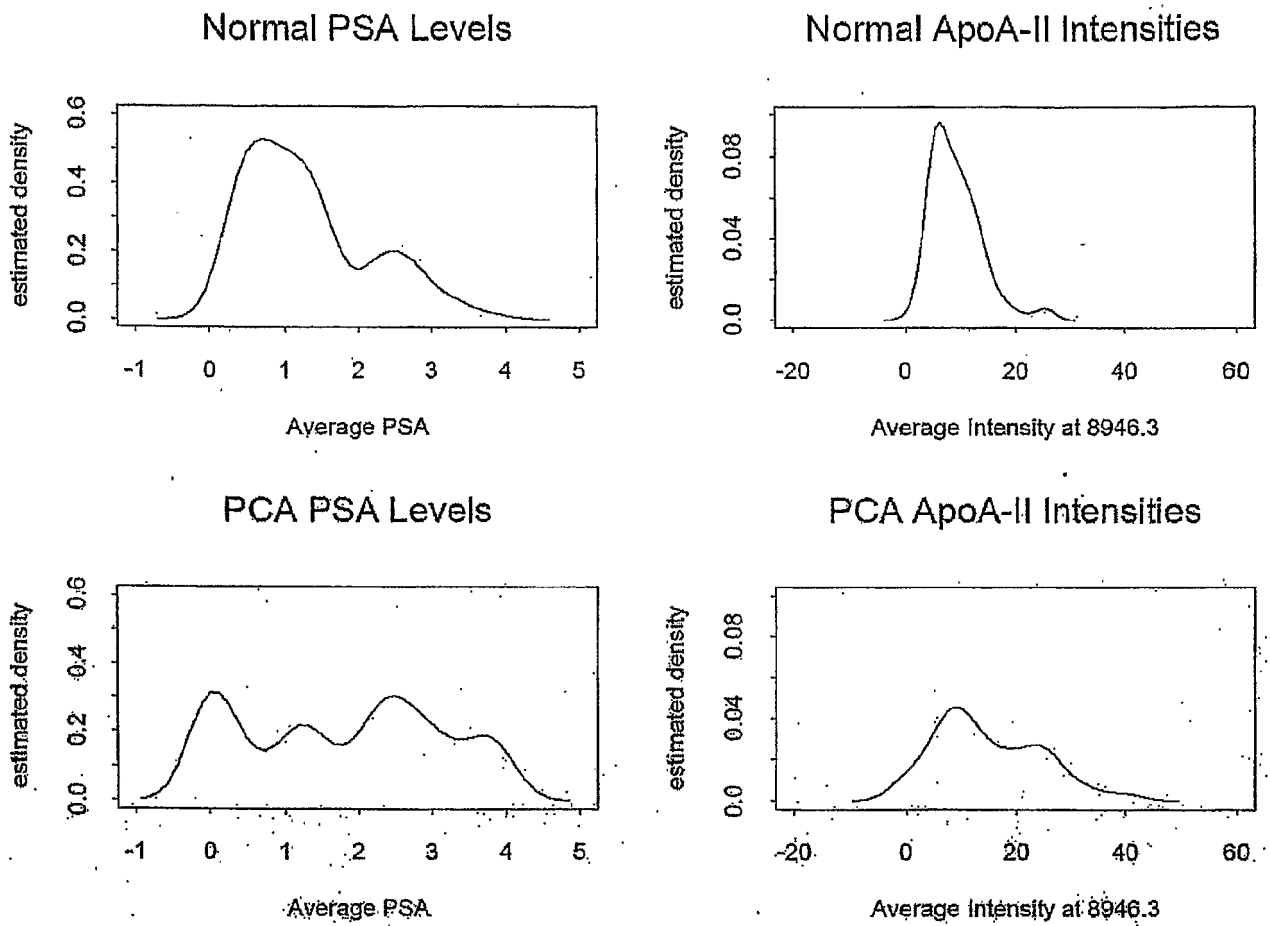 Normal PSA Levels
estimated density
0.0 0.2 0.4 0.6
-1 0 1 2 3 4 5
Average PSA
Normal ApoA-II Intensities
estimated density
0.0 0.04 0.08
-20 0 20 40 60
Average Intensity at 8946.3
PCA PSA Levels
estimated density
0.0 0.2 0.4 0.6
-1 0 1 2 3 4 5
Average PSA
PCA ApoA-II Intensities
estimated density
0.0 0.04 0.08
-20 0 20 40 60
Average Intensity at 8946.3